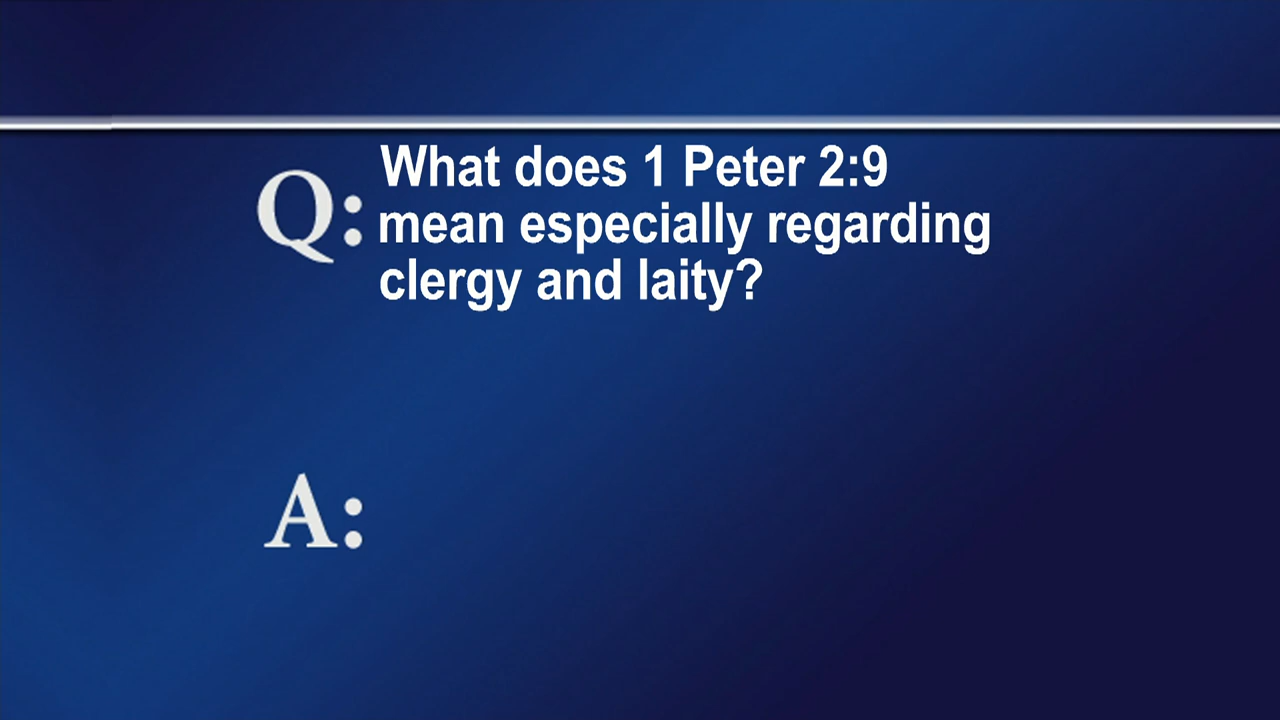 Q: What does 1 Peter 2:9
mean especially regarding
clergy and laity?
A: